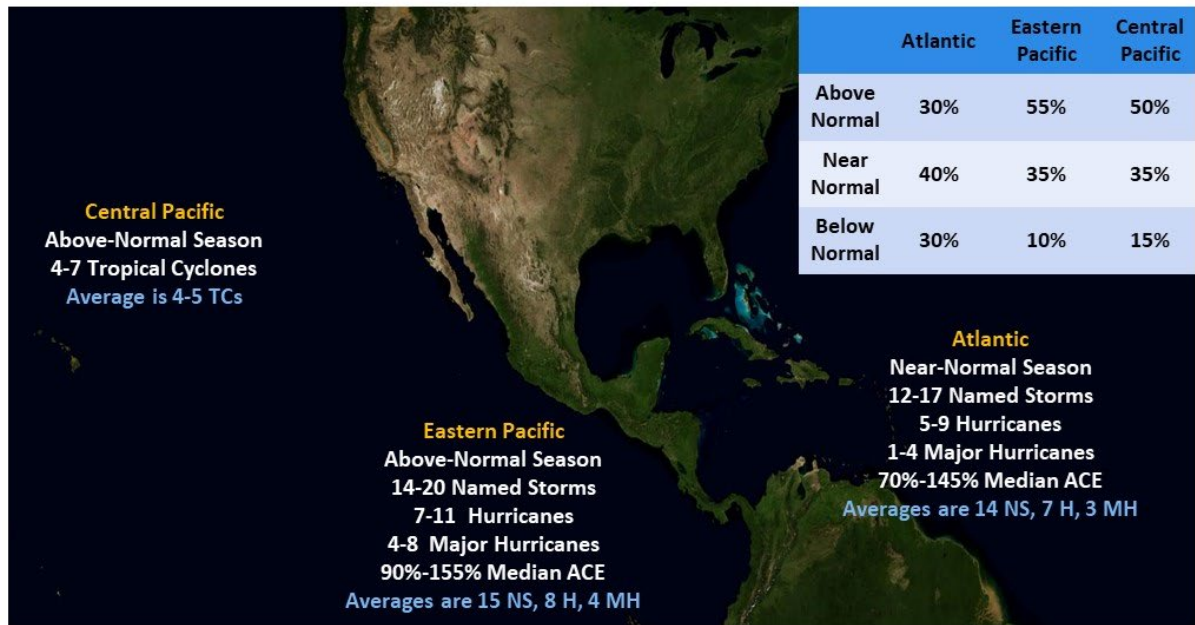 Atlantic Eastern Pacific Central Pacific
Above Normal 30% 55% 50%
Near Normal 40% 35% 35%
Below Normal 30% 10% 15%
Central Pacific
Above-Normal Season
4-7 Tropical Cyclones
Average is 4-5 TCs
Eastern Pacific
Above-Normal Season
14-20 Named Storms
7-11 Hurricanes
4-8 Major Hurricanes
90%-155% Median ACE
Averages are 15 NS, 8 H, 4 MH
Atlantic
Near-Normal Season
12-17 Named Storms
5-9 Hurricanes
1-4 Major Hurricanes
70%-145% Median ACE
Averages are 14 NS, 7 H, 3 MH